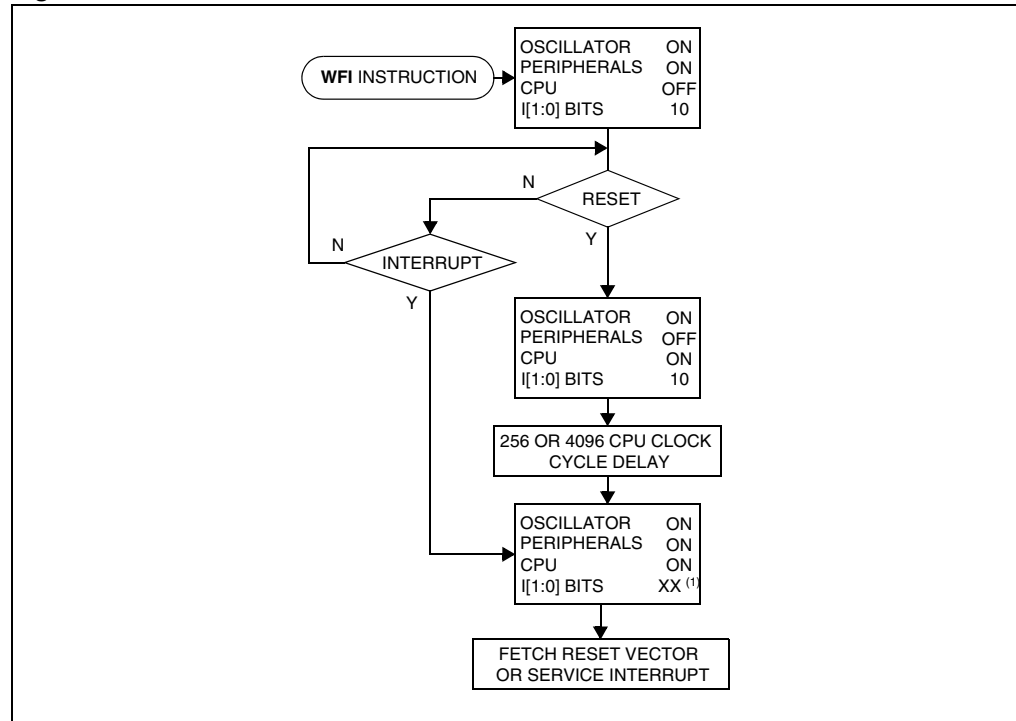 WFI INSTRUCTION
OSCILLATOR ON
PERIPHERALS ON
CPU OFF
I[1:0] BITS 10
N
RESET
Y
N
INTERRUPT
Y
OSCILLATOR ON
PERIPHERALS OFF
CPU ON
I[1:0] BITS 10
256 OR 4096 CPU CLOCK
CYCLE DELAY
OSCILLATOR ON
PERIPHERALS ON
CPU ON
I[1:0] BITS XX (1)
FETCH RESET VECTOR
OR SERVICE INTERRUPT